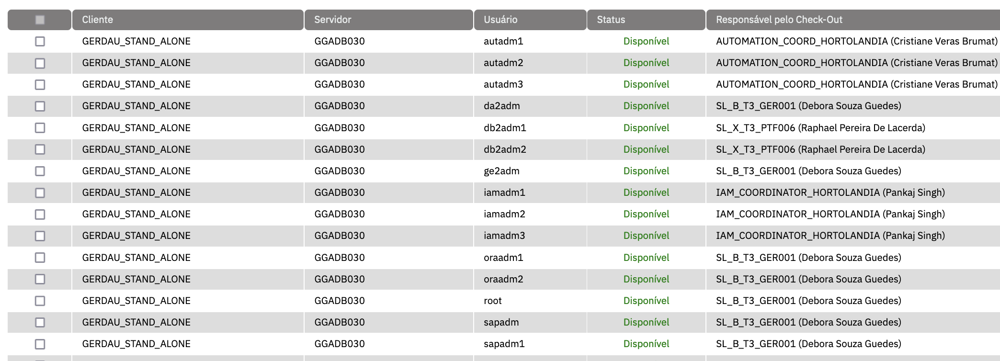 Cliente Servidor Usuário Status Responsável pelo Check-Out
GERDAU_STAND_ALONE GGADB030 autadm1 Disponível AUTOMATION_COORD_HORTOLANDIA (Cristiane Veras Brumat)
GERDAU_STAND_ALONE GGADB030 autadm2 Disponível AUTOMATION_COORD_HORTOLANDIA (Cristiane Veras Brumat)
GERDAU_STAND_ALONE GGADB030 autadm3 Disponível AUTOMATION_COORD_HORTOLANDIA (Cristiane Veras Brumat)
GERDAU_STAND_ALONE GGADB030 da2adm Disponível SL_B_T3_GER001 (Debora Souza Guedes)
GERDAU_STAND_ALONE GGADB030 db2adm1 Disponível SL_X_T3_PTF006 (Raphael Pereira De Lacerda)
GERDAU_STAND_ALONE GGADB030 db2adm2 Disponível SL_X_T3_PTF006 (Raphael Pereira De Lacerda)
GERDAU_STAND_ALONE GGADB030 ge2adm Disponível SL_B_T3_GER001 (Debora Souza Guedes)
GERDAU_STAND_ALONE GGADB030 iamadm1 Disponível IAM_COORDINATOR_HORTOLANDIA (Pankaj Singh)
GERDAU_STAND_ALONE GGADB030 iamadm2 Disponível IAM_COORDINATOR_HORTOLANDIA (Pankaj Singh)
GERDAU_STAND_ALONE GGADB030 iamadm3 Disponível IAM_COORDINATOR_HORTOLANDIA (Pankaj Singh)
GERDAU_STAND_ALONE GGADB030 oraadm1 Disponível SL_B_T3_GER001 (Debora Souza Guedes)
GERDAU_STAND_ALONE GGADB030 oraadm2 Disponível SL_B_T3_GER001 (Debora Souza Guedes)
GERDAU_STAND_ALONE GGADB030 root Disponível SL_B_T3_GER001 (Debora Souza Guedes)
GERDAU_STAND_ALONE GGADB030 sapadm Disponível SL_B_T3_GER001 (Debora Souza Guedes)
GERDAU_STAND_ALONE GGADB030 sapadm1 Disponível SL_B_T3_GER001 (Debora Souza Guedes)